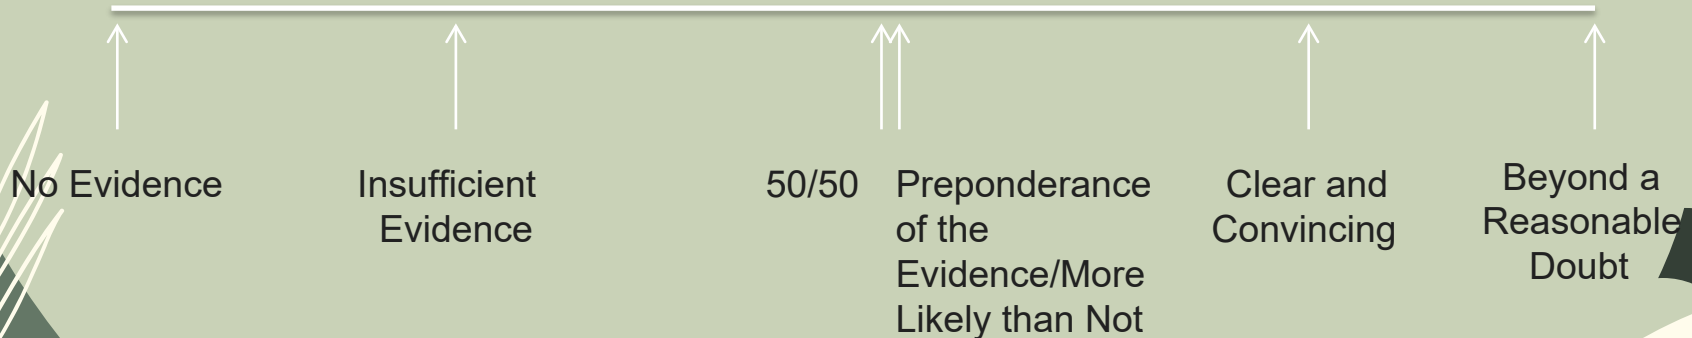 No Evidence
Insufficient
Evidence
50/50
Preponderance
of the
Evidence/More
Likely than Not
Clear and
Convincing
Beyond a
Reasonable
Doubt